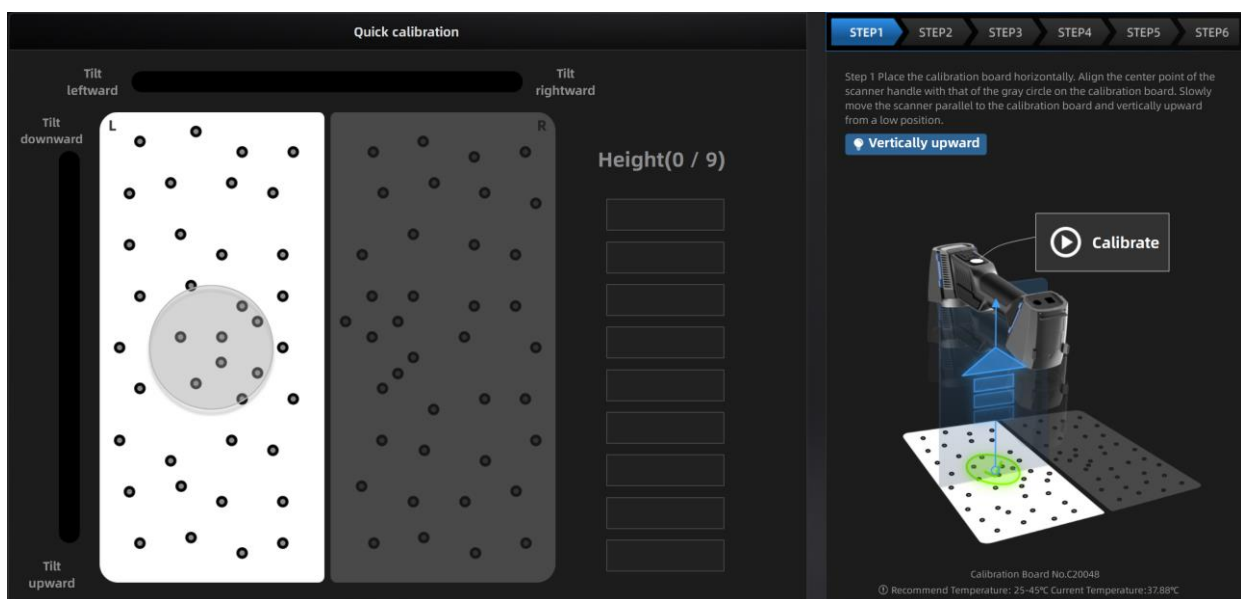 Quick calibration
Tilt
leftward
Tilt
rightward
Tilt
downward
L
R
Height(0 / 9)
Tilt
upward
STEP1
STEP2
STEP3
STEP4
STEP5
STEP6
Step 1 Place the calibration board horizontally. Align the center point of the
scanner handle with that of the gray circle on the calibration board. Slowly
move the scanner parallel to the calibration board and vertically upward
from a low position.
Vertically upward
Calibrate
Calibration Board No.C20048
Recommend Temperature: 25-45℃ Current Temperature:37.88℃